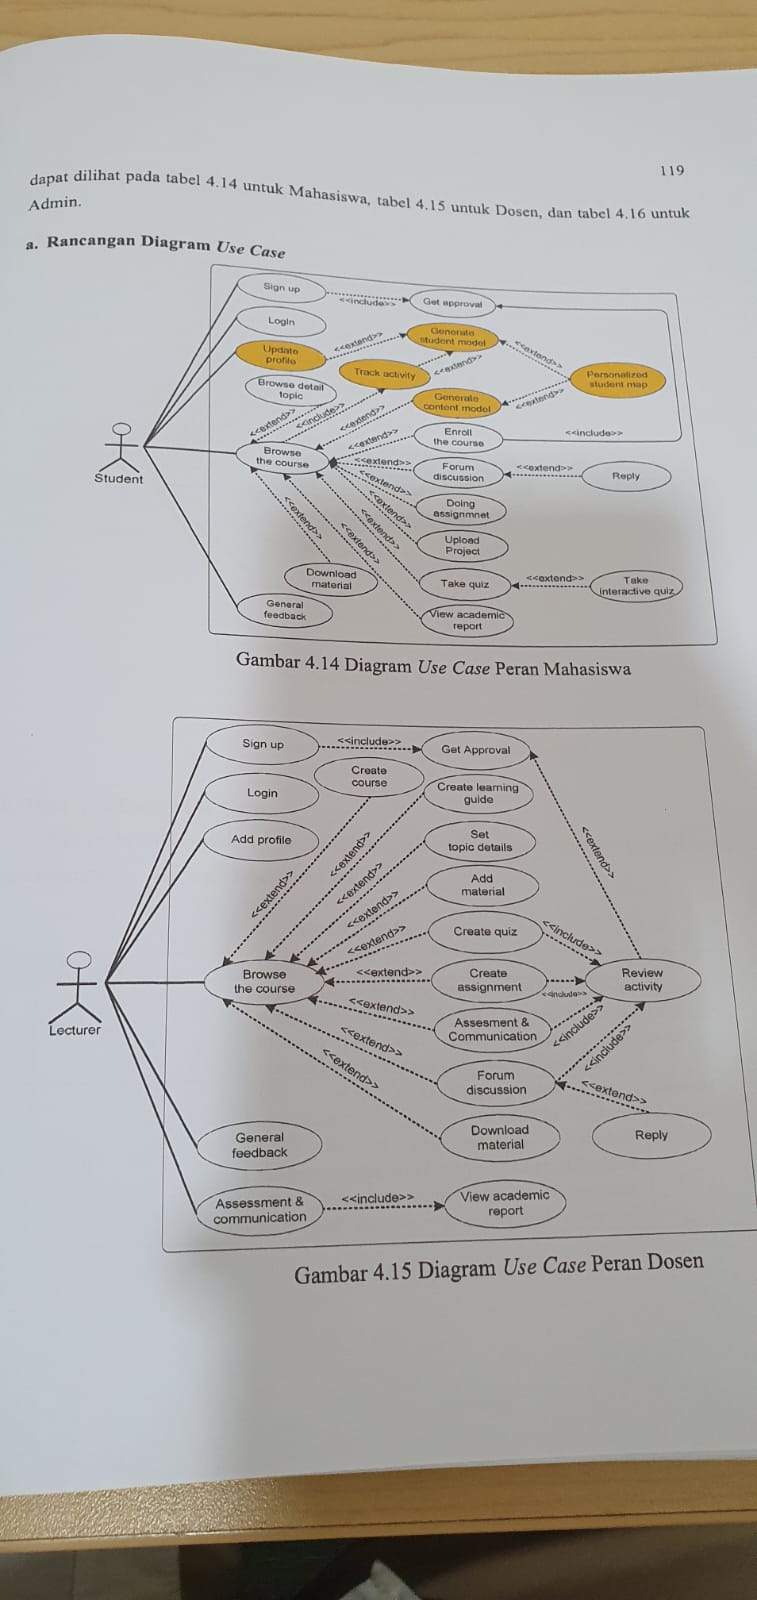 119
dapat dilihat pada tabel 4.14 untuk Mahasiswa, tabel 4.15 untuk Dosen, dan tabel 4.16 untuk
Admin.
a. Rancangan Diagram Use Case
Sign up
<<include>>
Get approval
Login
Update
profile
<<extend>>
Generate
student model
<<extend>>
Track activity
<<extend>>
Personalized
student map
Browse detail
topic
Generate
content model
<<extend>>
<<extend>>
<<include>>
<<extend>>
<<extend>>
Enroll
the course
<<include>>
Student
Browse
the course
<<extend>>
Forum
discussion
<<extend>>
Reply
<<extend>>
Doing
assignmnet
<<extend>>
Upload
Project
<<extend>>
<<extend>>
<<extend>>
Download
material
Take quiz
<<extend>>
Take
interactive quiz
General
feedback
View academic
report
Gambar 4.14 Diagram Use Case Peran Mahasiswa
Sign up
<<include>>
Get Approval
Create
course
Login
Create learning
guide
Add profile
Set
topic details
<<extend>>
<<extend>>
<<extend>>
<<extend>>
Add
material
<<extend>>
<<extend>>
Create quiz
<<include>>
Lecturer
Browse
the course
<<extend>>
Create
assignment
<<include>>
Review
activity
<<extend>>
Assesment &
Communication
<<include>>
<<extend>>
Forum
discussion
<<include>>
<<extend>>
<<extend>>
Download
material
Reply
General
feedback
Assessment &
communication
<<include>>
View academic
report
Gambar 4.15 Diagram Use Case Peran Dosen